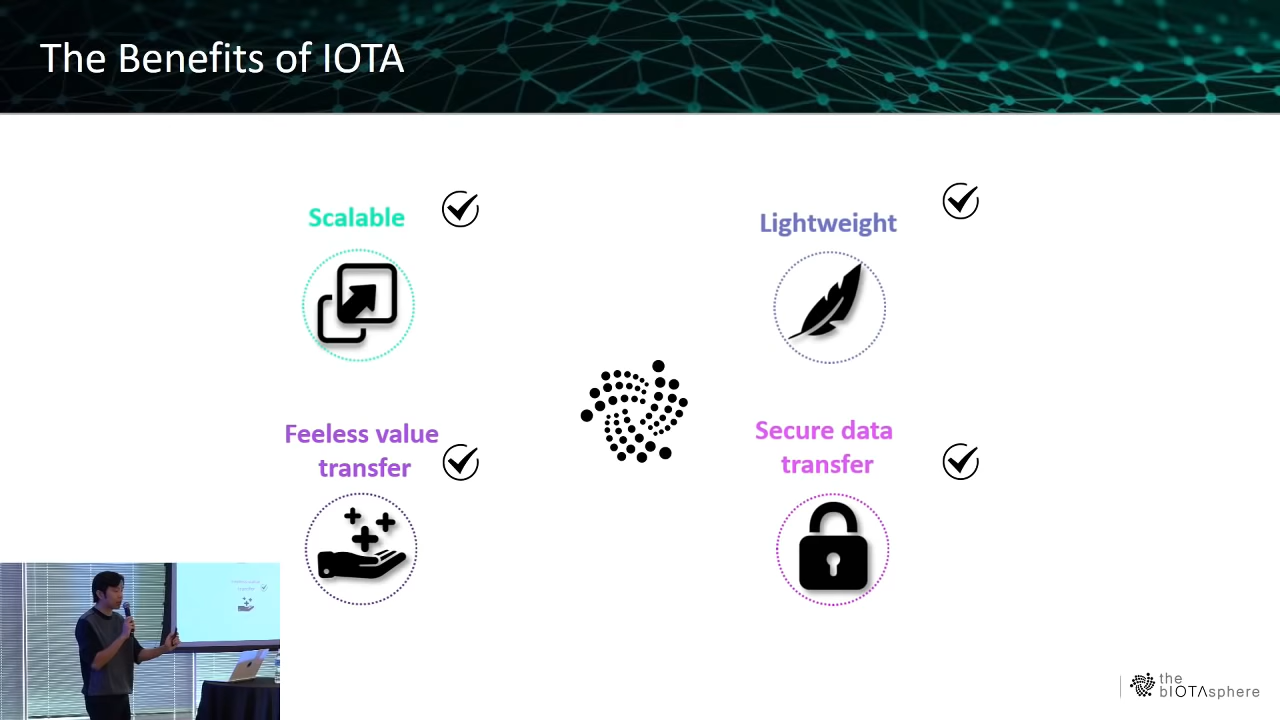 The Benefits of IOTA
Scalable
Lightweight
Feeless value
transfer
Secure data
transfer
the
bIOTAsphere